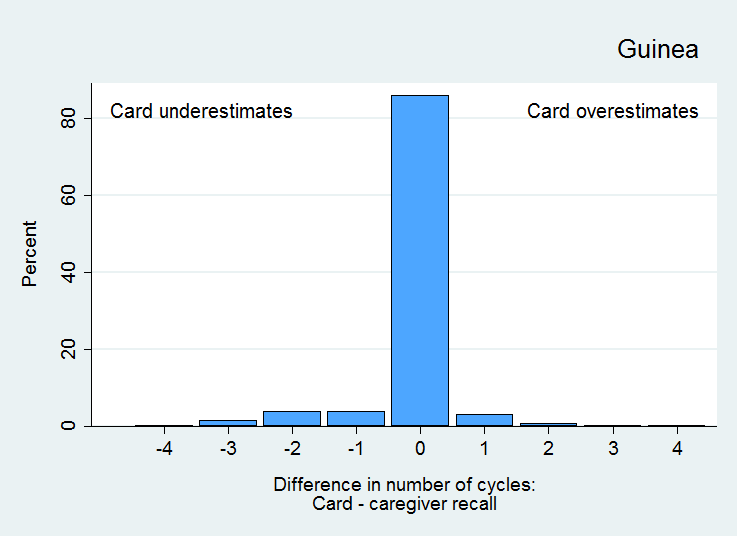 Guinea
Card underestimates
Card overestimates
Percent
80
60
40
20
0
-4 -3 -2 -1 0 1 2 3 4
Difference in number of cycles:
Card - caregiver recall